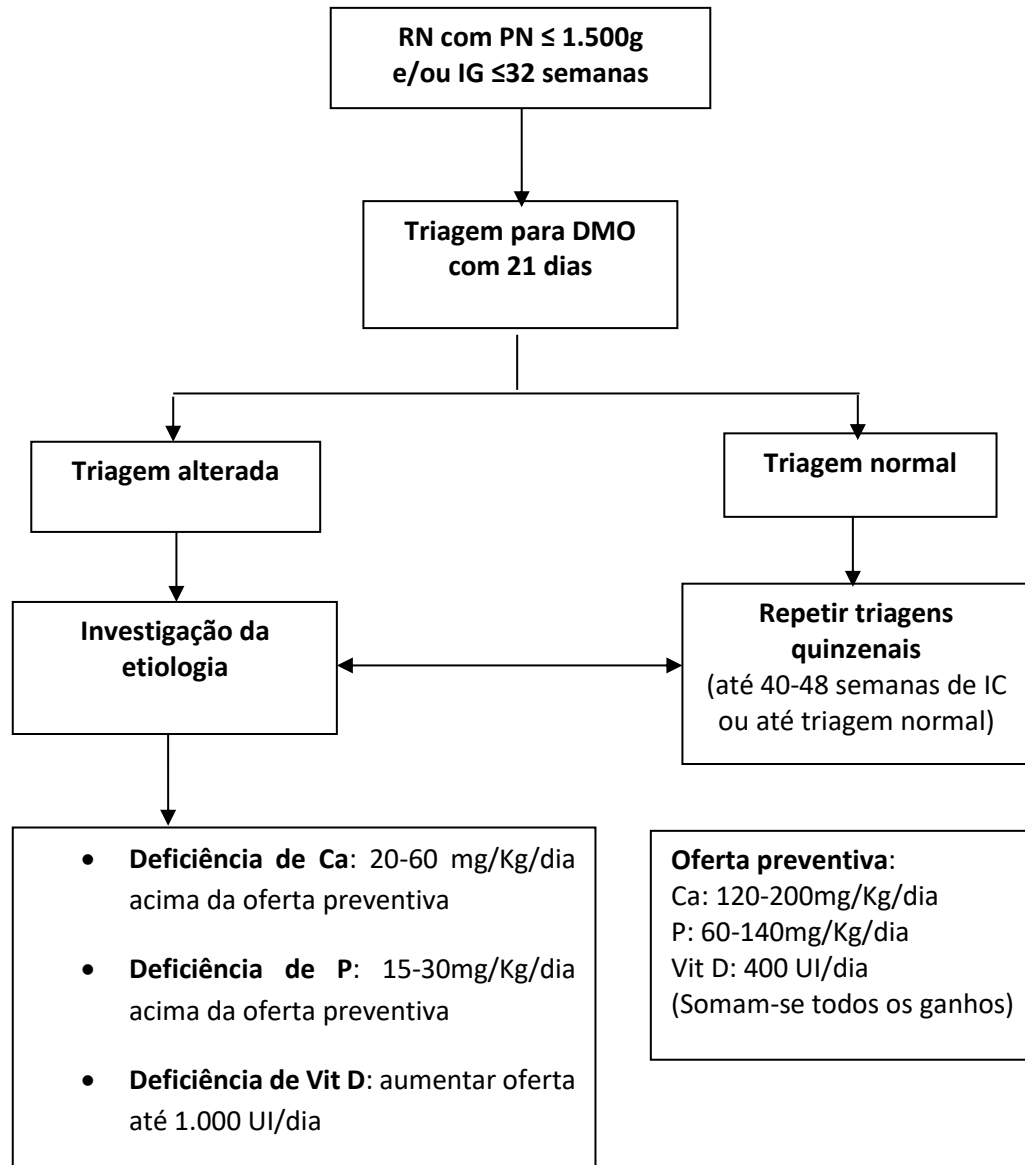 RN com PN ≤ 1.500g
e/ou IG ≤32 semanas
Triagem para DMO
com 21 dias
Triagem alterada
Triagem normal
Investigação da
etiologia
Repetir triagens
quinzenais
(até 40-48 semanas de IC
ou até triagem normal)
• Deficiência de Ca: 20-60 mg/Kg/dia
acima da oferta preventiva
• Deficiência de P: 15-30mg/Kg/dia
acima da oferta preventiva
• Deficiência de Vit D: aumentar oferta
até 1.000 UI/dia
Oferta preventiva:
Ca: 120-200mg/Kg/dia
P: 60-140mg/Kg/dia
Vit D: 400 UI/dia
(Somam-se todos os ganhos)